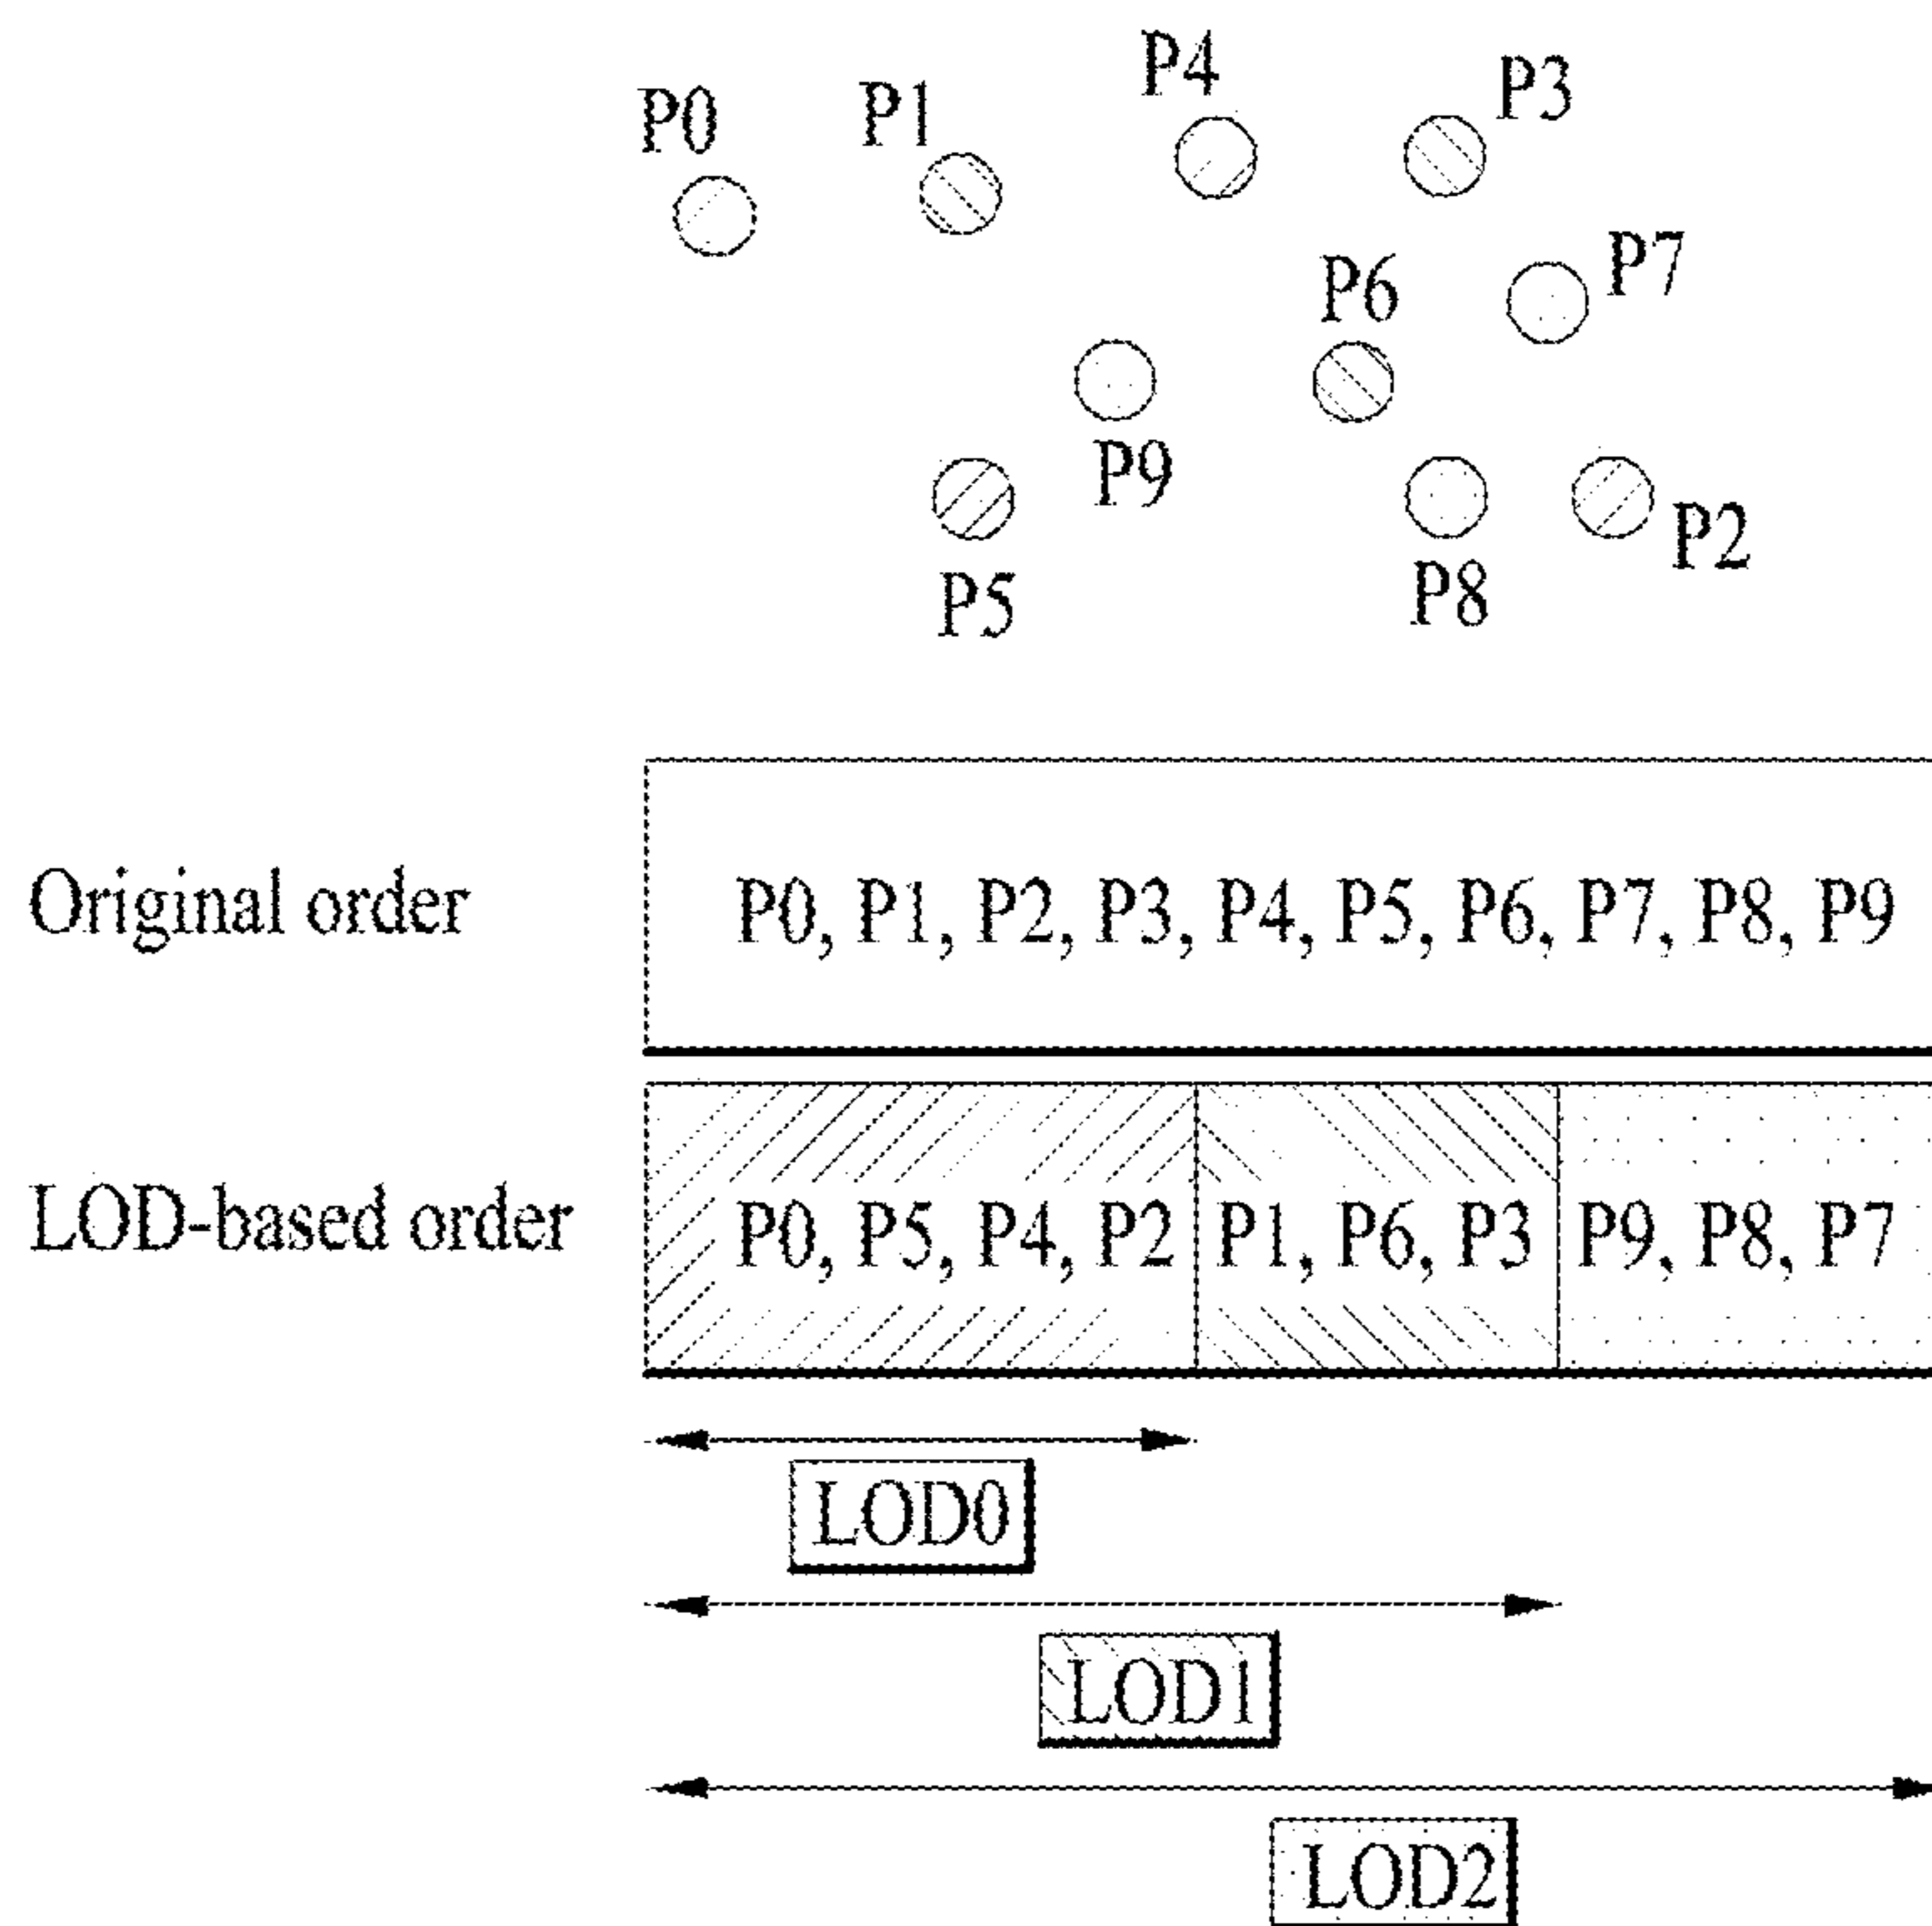 P4
P3
P0
P1
P7
P6
P9
P2
P5
P8
Original order
P0, P1, P2, P3, P4, P5, P6, P7, P8, P9
LOD-based order
P0, P5, P4, P2
P1, P6, P3
P9, P8, P7
LOD0
LOD1
LOD2